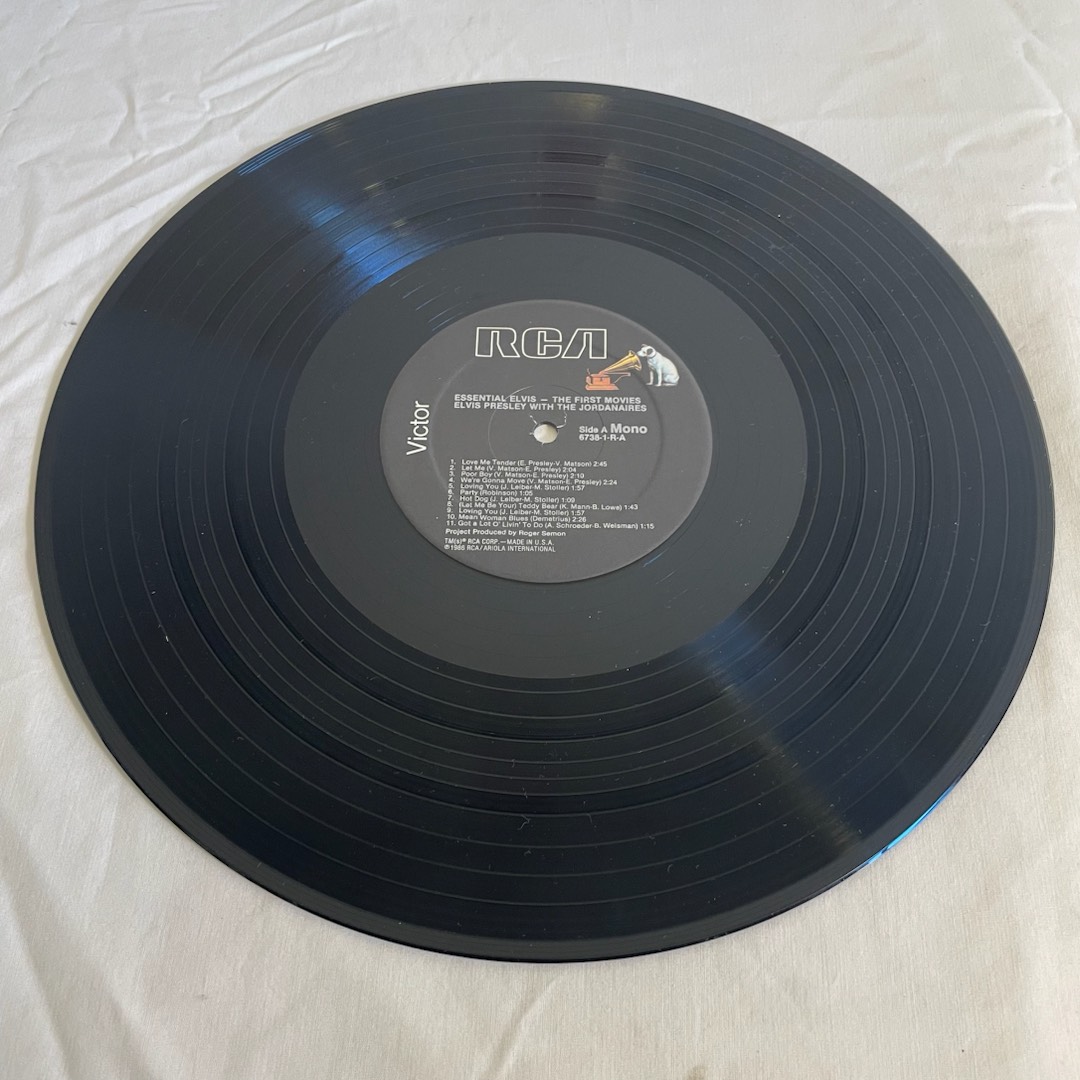 RCA
Victor
ESSENTIAL ELVIS – THE FIRST MOVIES
ELVIS PRESLEY WITH THE JORDANAIRES
Side A Mono
6738-1-R-A
1. Love Me Tender (E. Presley-V. Matson) 2:45
2. Let Me (V. Matson-E. Presley) 2:04
3. Poor Boy (V. Matson-E. Presley) 2:10
4. We're Gonna Move (V. Matson-E. Presley) 2:24
5. Loving You (J. Leiber-M. Stoller) 1:57
6. Party (Robinson) 1:05
7. Hot Dog (J. Leiber-M. Stoller) 1:09
8. (Let Me Be Your) Teddy Bear (K. Mann-B. Lowe) 1:43
9. Loving You (J. Leiber-M. Stoller) 1:57
10. Mean Woman Blues (Demetrius) 2:26
11. Got a Lot O' Livin' To Do (A. Schroeder-B. Weisman) 1:15
Project Produced by Roger Semon
TM(s)® RCA CORP.—MADE IN U.S.A.
℗1986 RCA/ARIOLA INTERNATIONAL